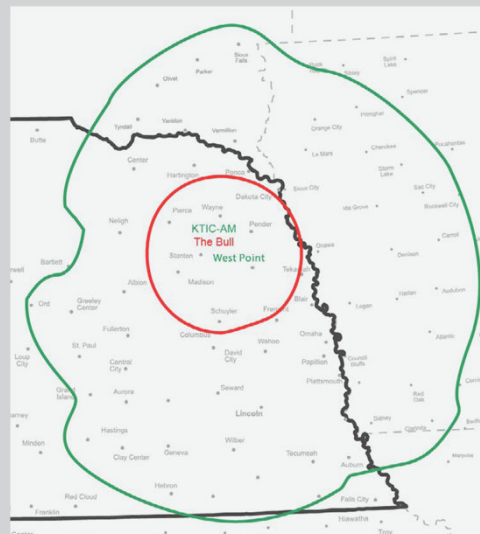 Sioux
Falls
Parker
Olivet
Spirit
Lake
Sibley
Spencer
Tyndall
Yankton
Vermillion
Orange City
Primghar
Butte
Center
Le Mars
Cherokee
Pocahontas
Hartington
Ponca
Storm
Lake
Dakota City
Sioux City
Sac City
Pierce
Wayne
Ida Grove
Rockwell City
Neligh
KTIC-AM
Pender
The Bull
Carroll
Stanton
West Point
Onawa
Denison
Bartlett
Madison
Tekamah
Albion
Harlan
Audubon
Ord
Greeley
Center
Blair
Logan
Schuyler
Fremont
Fullerton
Columbus
Omaha
Atlantic
St. Paul
Wahoo
Loup
City
David
City
Papillion
Council
Bluffs
Central
City
Plattsmouth
Grand
Island
Aurora
Seward
Red
Oak
Lincoln
Sidney
Clarinda
Hastings
Minden
Wilber
Clay Center
Geneva
Tecumseh
Auburn
Maryville
Hebron
Red Cloud
Falls City
Franklin
Hiawatha
Troy